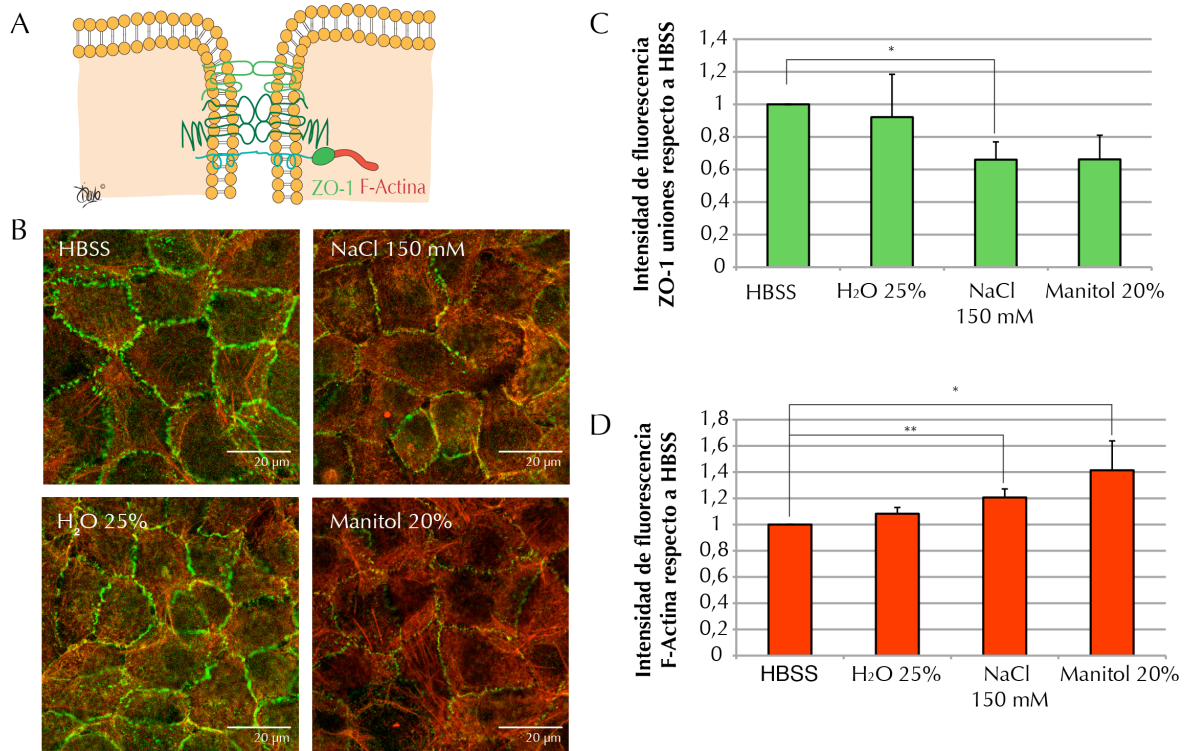 A
ZO-1 F-Actina
B
HBSS
20 µm
NaCl 150 mM
20 µm
H₂O 25%
20 µm
Manitol 20%
20 µm
C
Intensidad de fluorescencia
ZO-1 uniones respecto a HBSS
1,4
1,2
1
0,8
0,6
0,4
0,2
0
*
HBSS
H₂O 25%
NaCl
150 mM
Manitol 20%
D
Intensidad de fluorescencia
F-Actina respecto a HBSS
1,8
1,6
1,4
1,2
1
0,8
0,6
0,4
0,2
0
*
**
HBSS
H₂O 25%
NaCl
150 mM
Manitol 20%